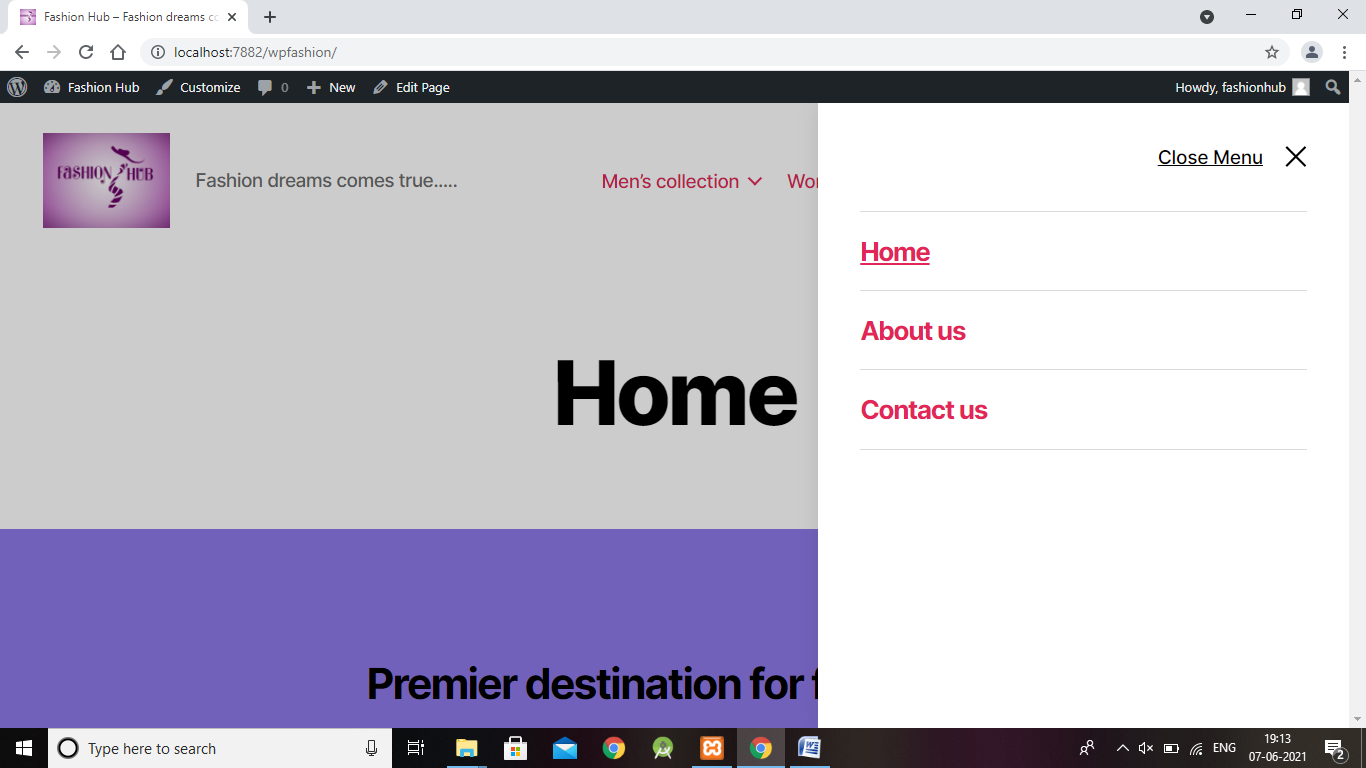 Fashion Hub – Fashion dreams co
localhost:7882/wpfashion/
Fashion Hub Customize 0 New Edit Page Howdy, fashionhub
Close Menu
FASHION HUB
Fashion dreams comes true.....
Men's collection
Home
About us
Contact us
Home
Premier destination for f
Type here to search
ENG
19:13
07-06-2021
2